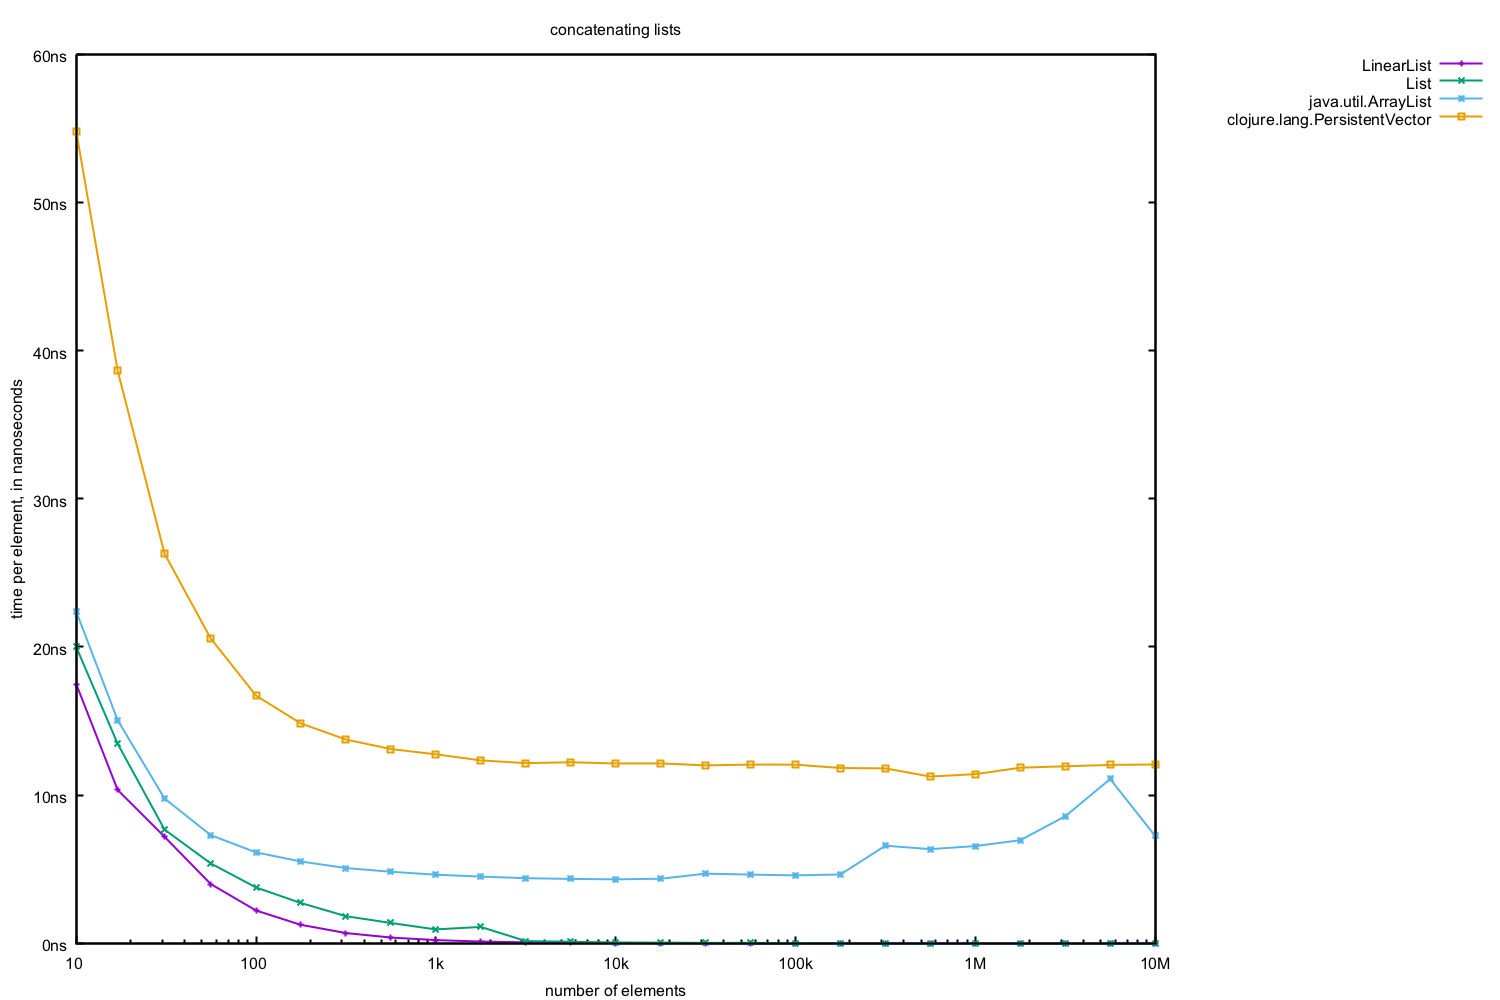 concatenating lists
LinearList
List
java.util.ArrayList
clojure.lang.PersistentVector
60ns
50ns
40ns
30ns
20ns
10ns
0ns
time per element, in nanoseconds
10 100 1k 10k 100k 1M 10M
number of elements